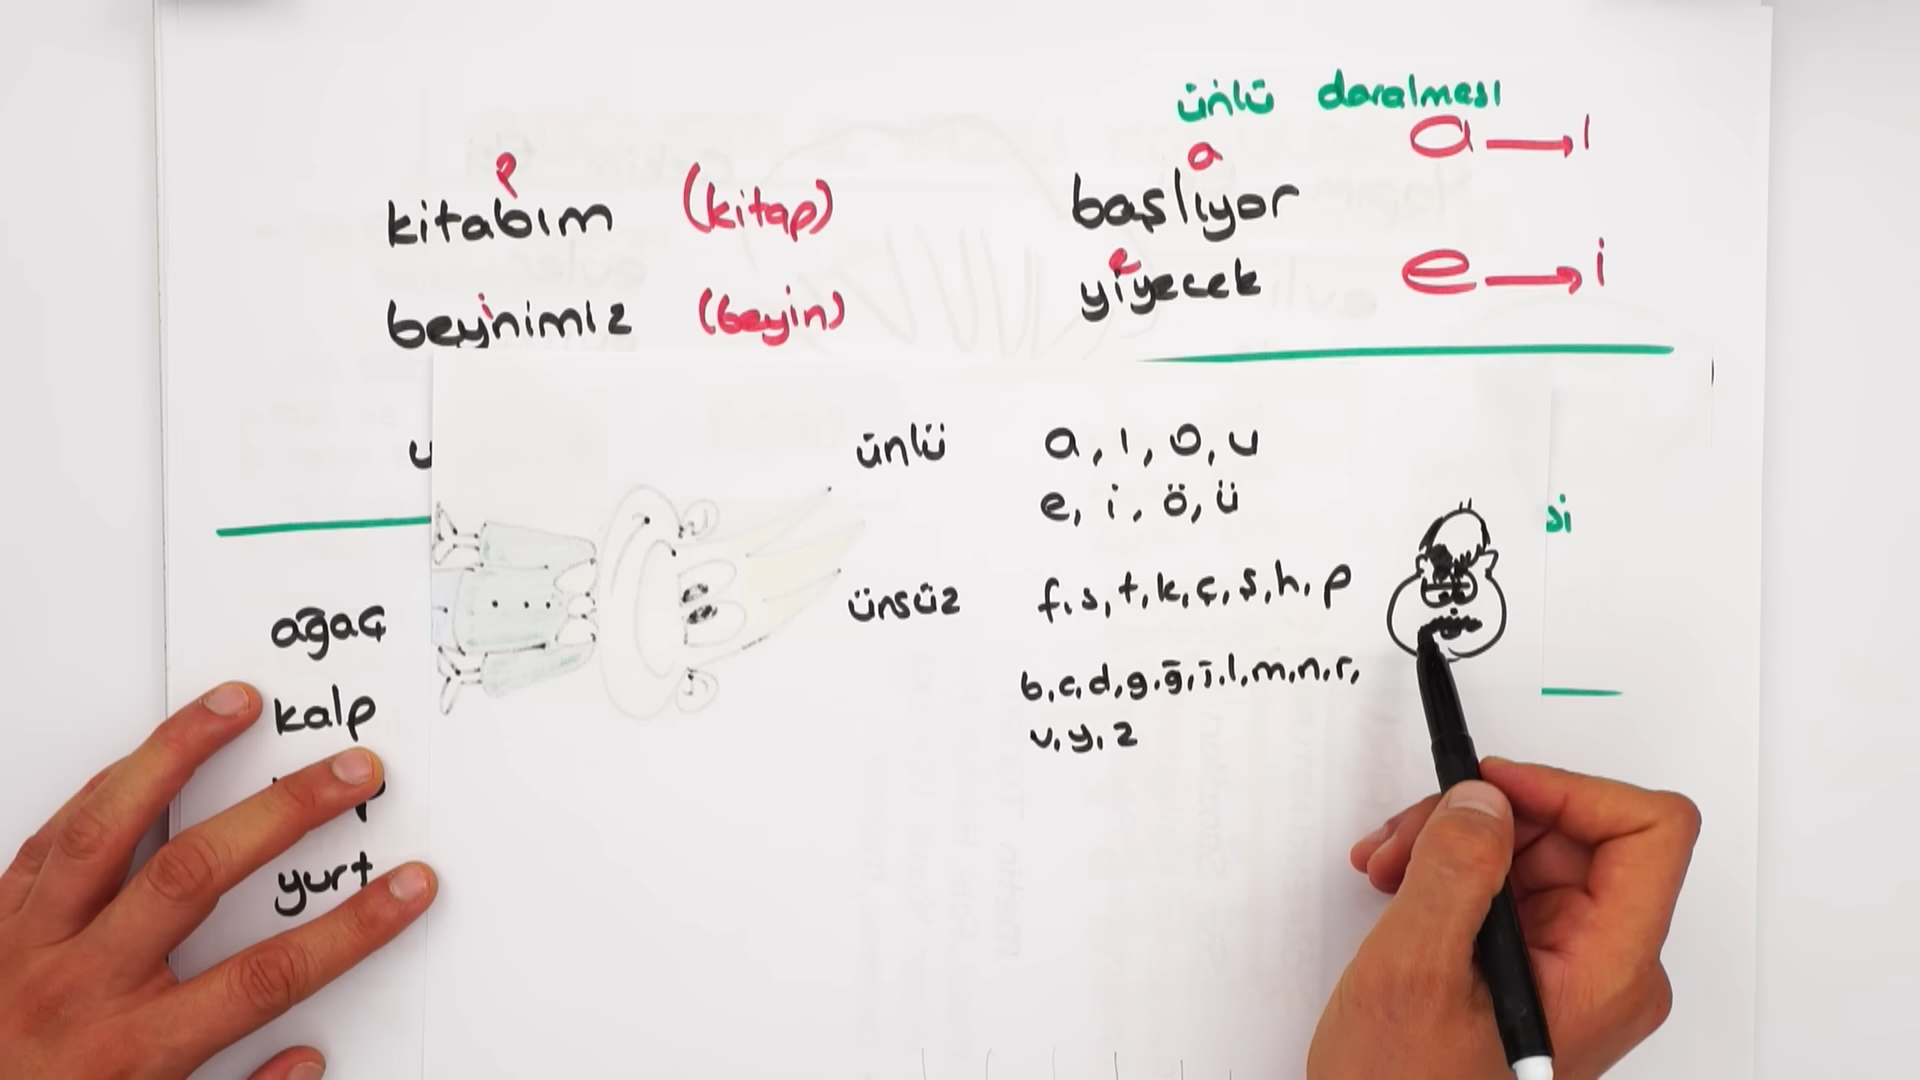 ünlü daralması
a → ı
p
kitabım (kitap)
a
başlıyor
e → i
e
yiyecek
i
beynimiz (beyin)
ünlü a, ı, o, u
e, i, ö, ü
ünsüz f, s, t, k, ç, ş, h, p
b, c, d, g, ğ, j, l, m, n, r,
v, y, z
ağaç
kalp
yurt